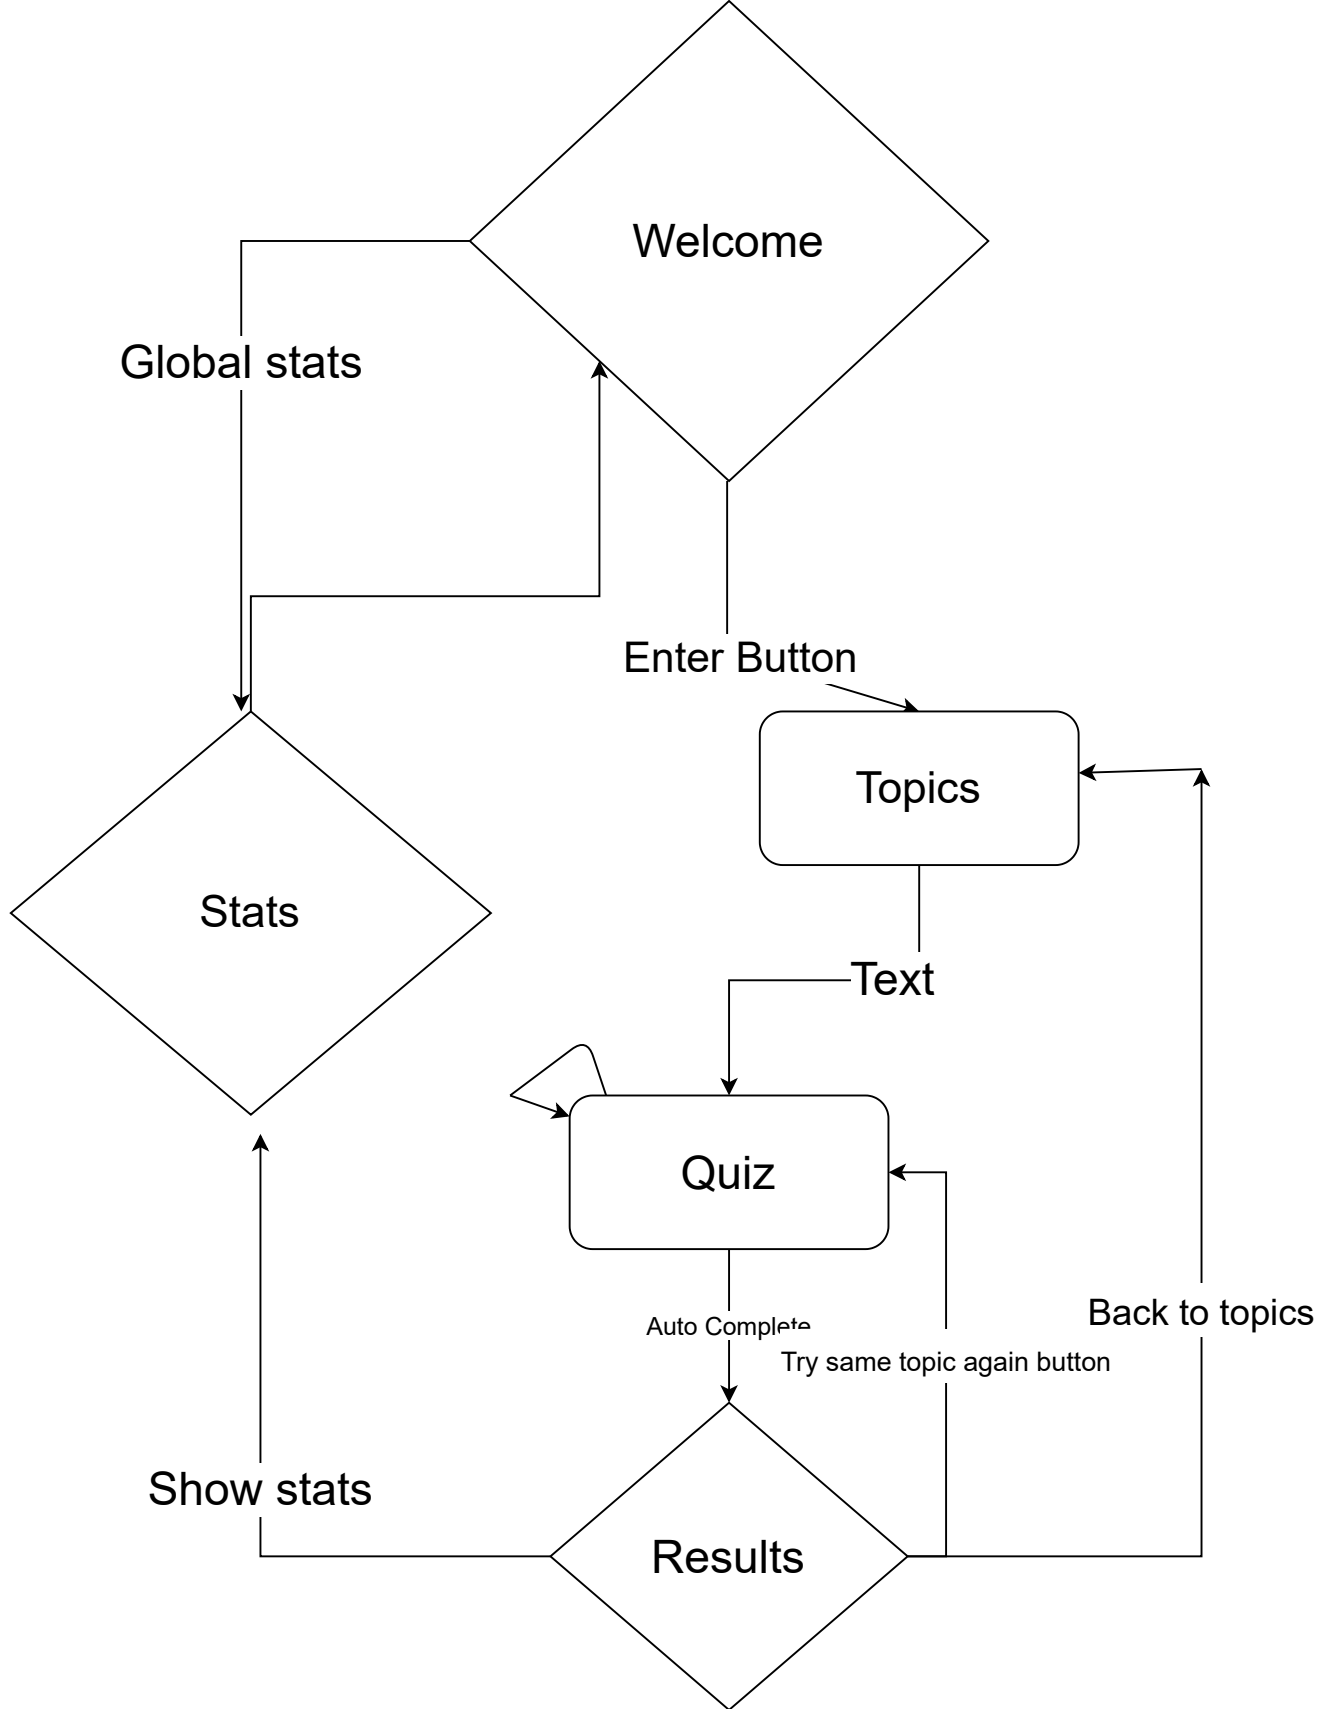 Welcome
Global stats
Enter Button
Topics
Stats
Text
Quiz
Auto Complete
Back to topics
Try same topic again button
Show stats
Results